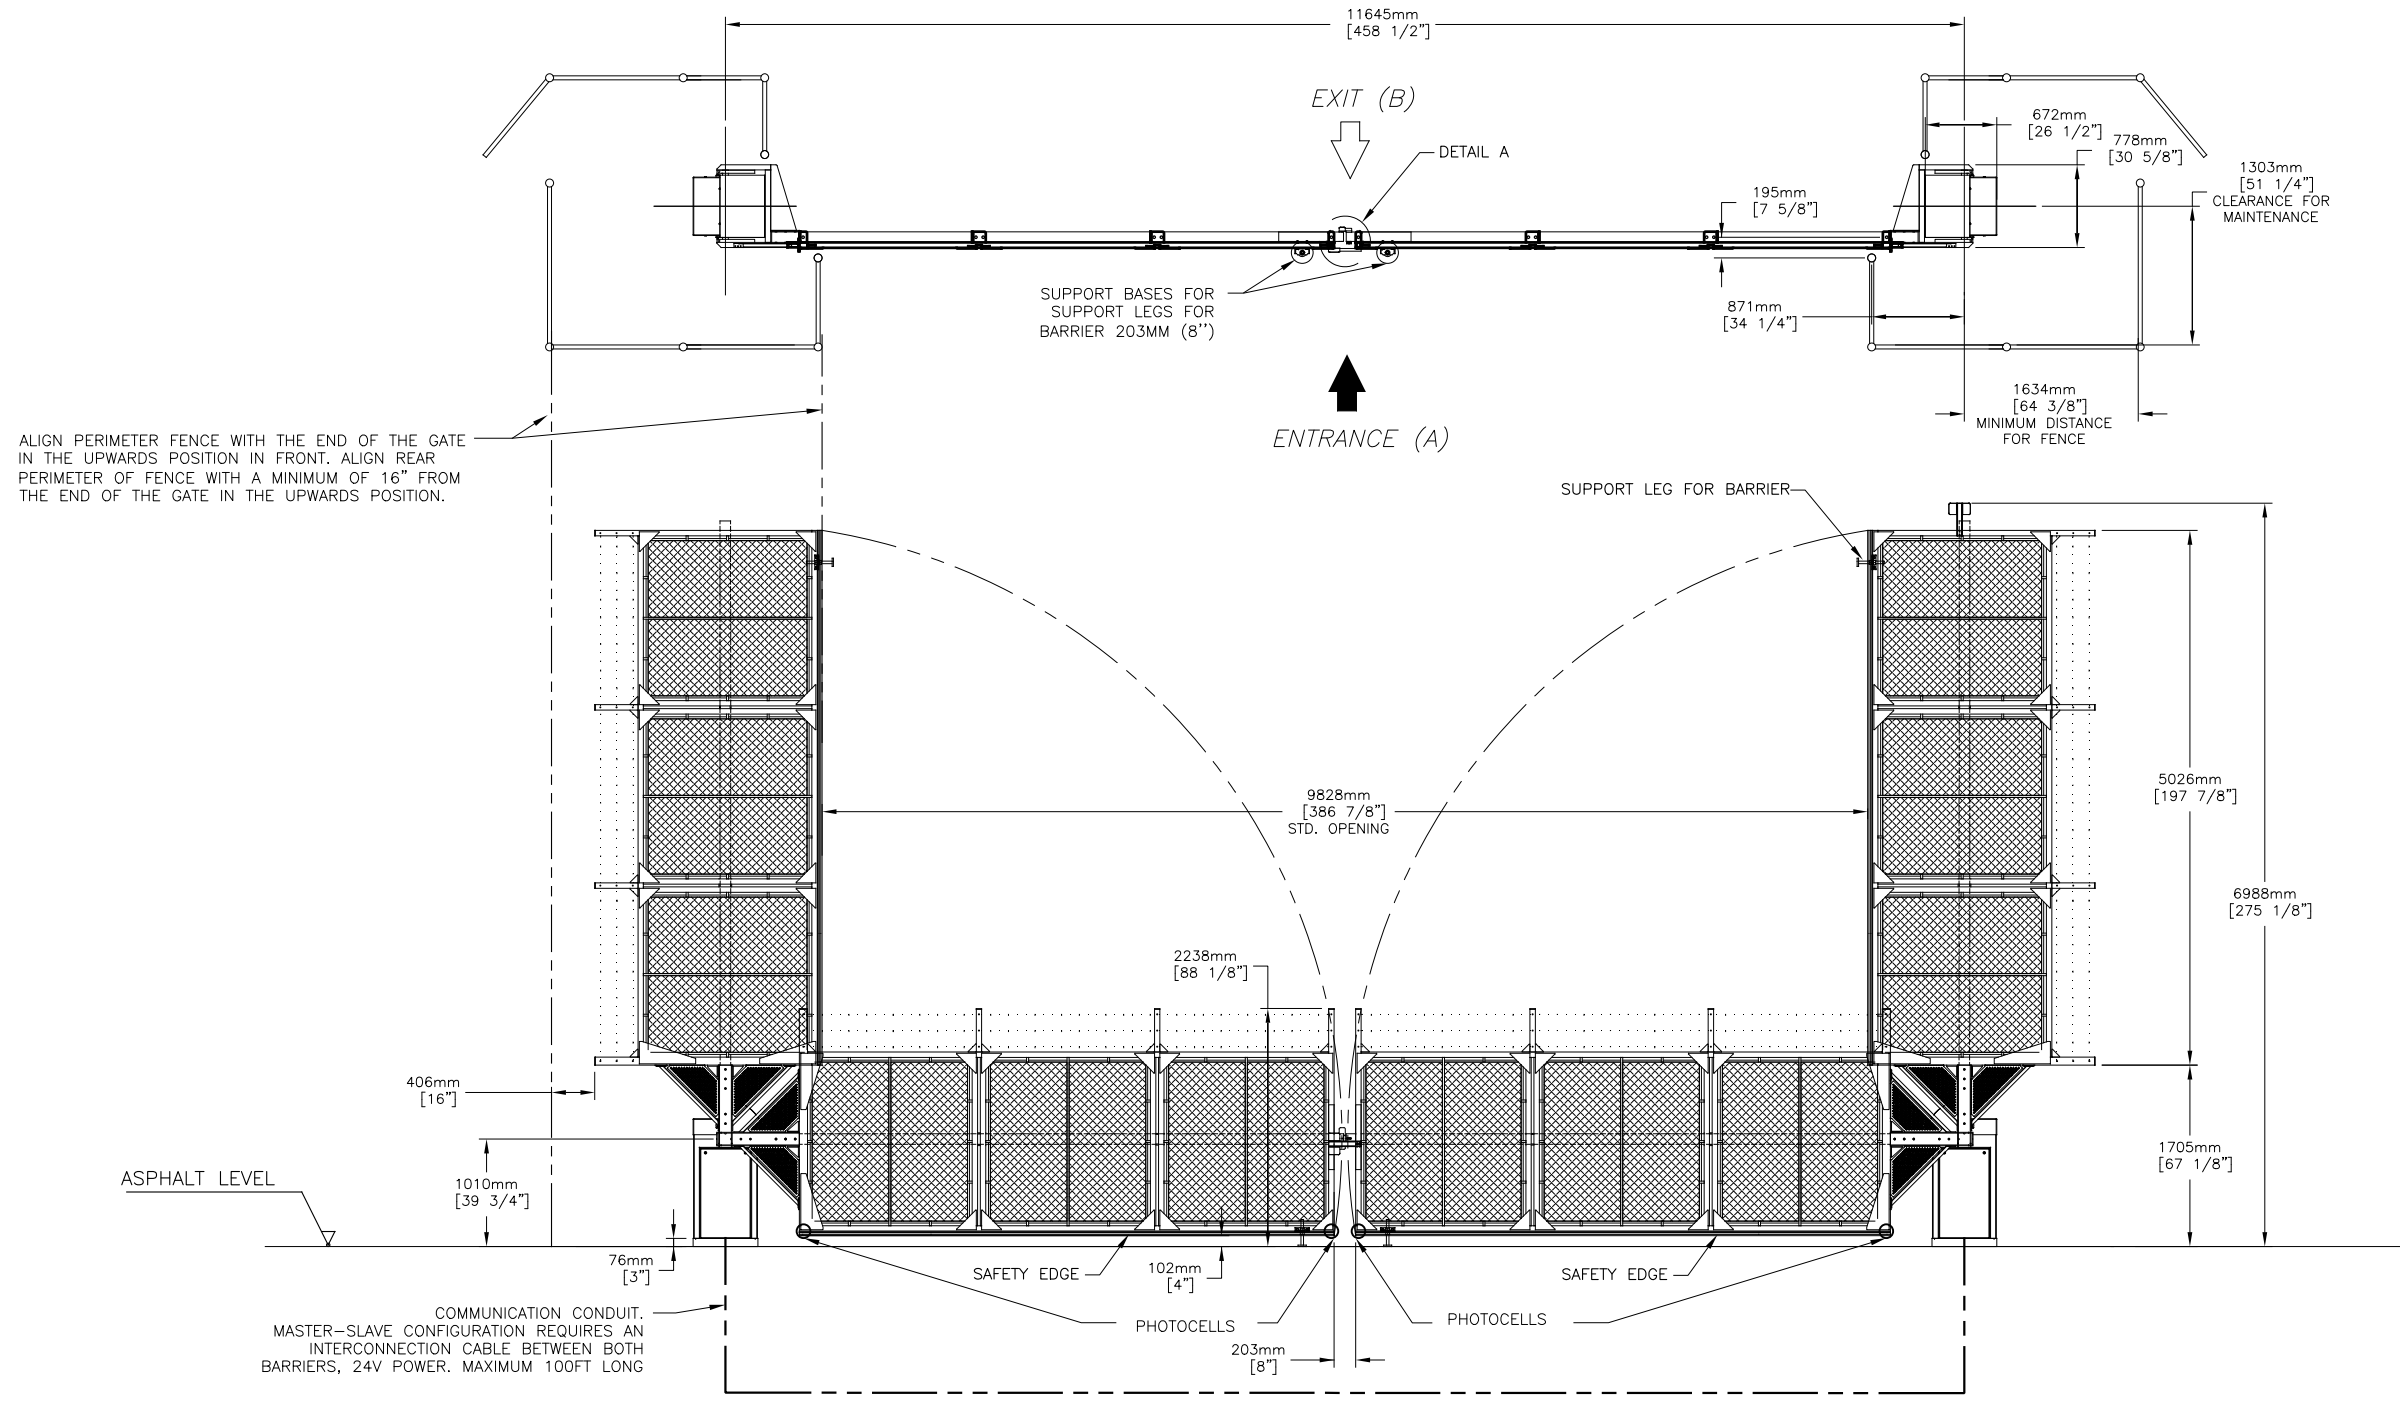 11645mm
[458 1/2"]
EXIT (B)
DETAIL A
672mm
[26 1/2"]
778mm
[30 5/8"]
1303mm
[51 1/4"]
CLEARANCE FOR
MAINTENANCE
195mm
[7 5/8"]
SUPPORT BASES FOR
SUPPORT LEGS FOR
BARRIER 203MM (8'')
871mm
[34 1/4"]
1634mm
[64 3/8"]
MINIMUM DISTANCE
FOR FENCE
ENTRANCE (A)
ALIGN PERIMETER FENCE WITH THE END OF THE GATE
IN THE UPWARDS POSITION IN FRONT. ALIGN REAR
PERIMETER OF FENCE WITH A MINIMUM OF 16" FROM
THE END OF THE GATE IN THE UPWARDS POSITION.
SUPPORT LEG FOR BARRIER
9828mm
[386 7/8"]
STD. OPENING
5026mm
[197 7/8"]
6988mm
[275 1/8"]
2238mm
[88 1/8"]
406mm
[16"]
1705mm
[67 1/8"]
ASPHALT LEVEL
1010mm
[39 3/4"]
76mm
[3"]
SAFETY EDGE
102mm
[4"]
SAFETY EDGE
COMMUNICATION CONDUIT.
MASTER-SLAVE CONFIGURATION REQUIRES AN
INTERCONNECTION CABLE BETWEEN BOTH
BARRIERS, 24V POWER. MAXIMUM 100FT LONG
PHOTOCELLS
PHOTOCELLS
203mm
[8"]